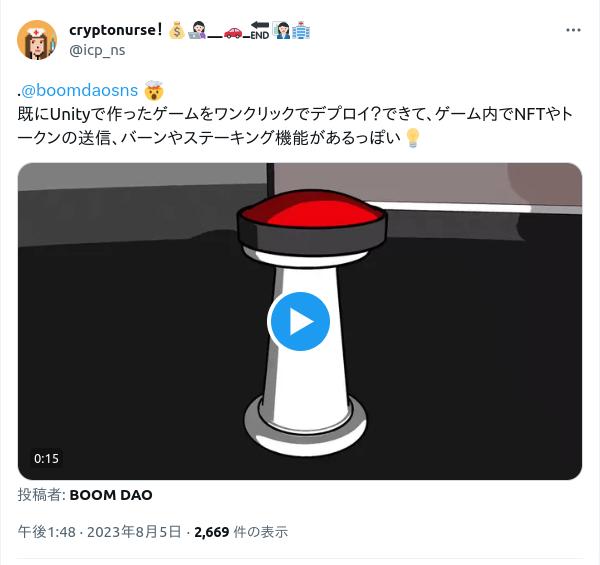 cryptonurse! 💰👩🏻‍💻__🚗_🔚👩🏻‍💼🏥
@icp_ns
.@boomdaosns 🤯
既にUnityで作ったゲームをワンクリックでデプロイ?できて、ゲーム内でNFTやト
ークンの送信、バーンやステーキング機能があるっぽい💡
0:15
投稿者: BOOM DAO
午後1:48 · 2023年8月5日 · 2,669 件の表示